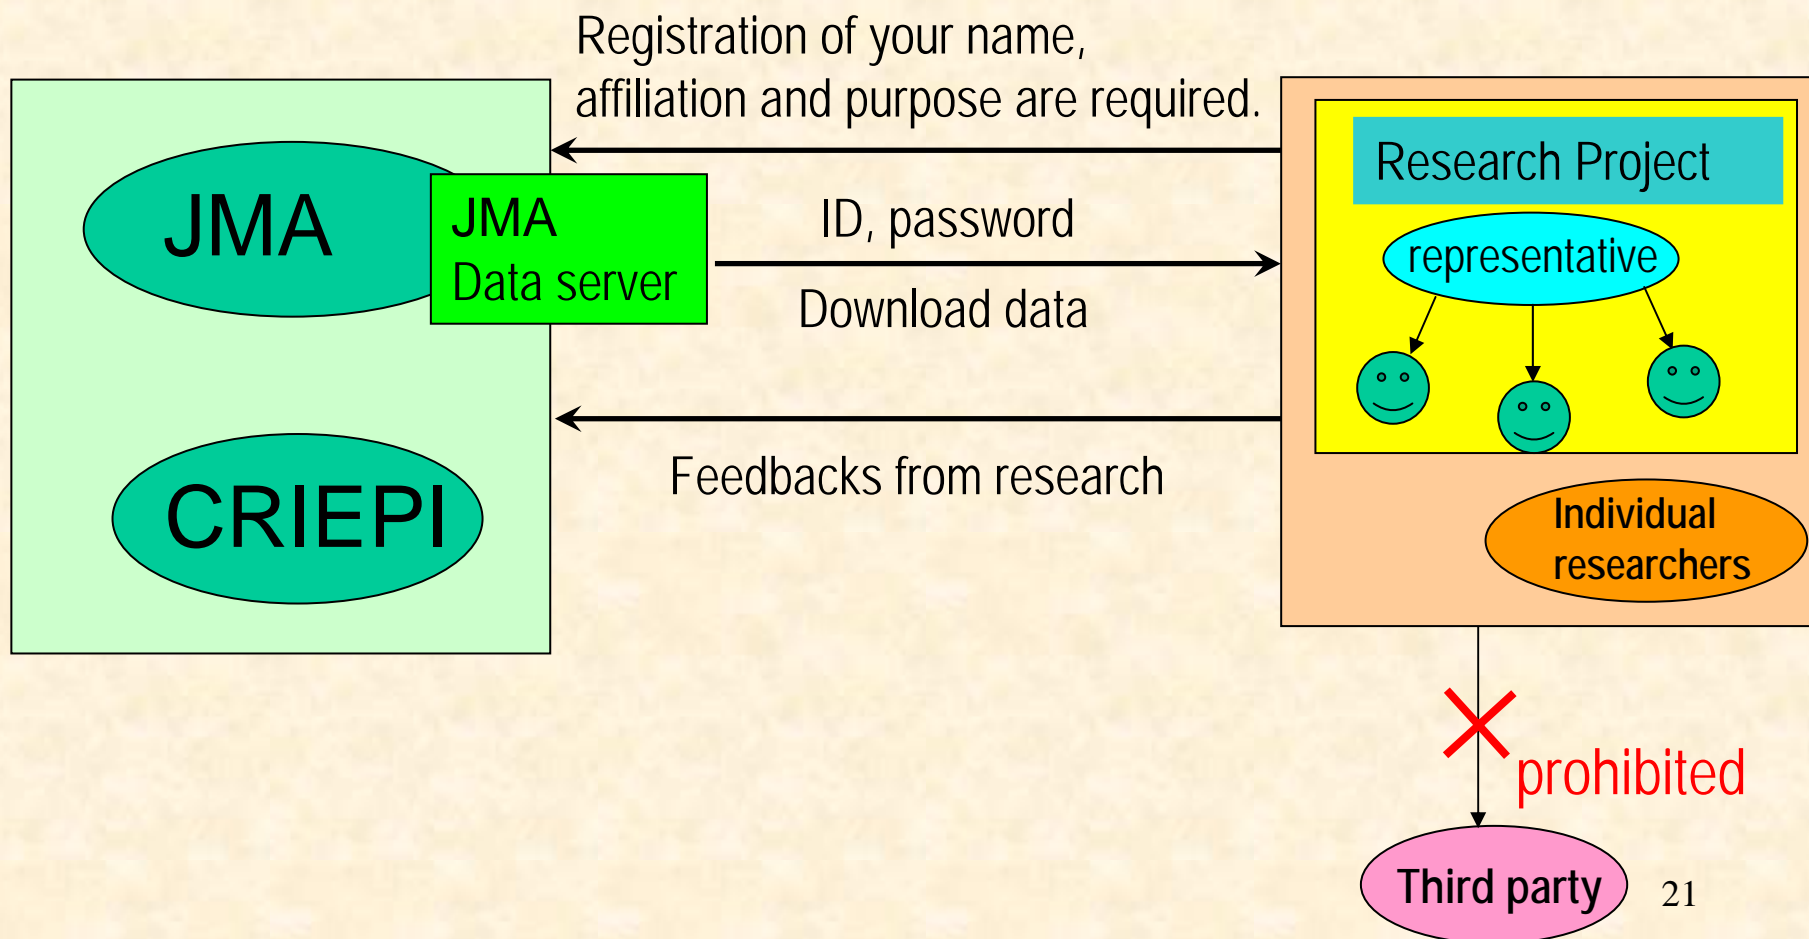 Registration of your name,
affiliation and purpose are required.
JMA
JMA
Data server
ID, password
Download data
Research Project
representative
Feedbacks from research
CRIEPI
Individual
researchers
prohibited
Third party
21